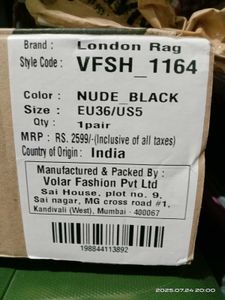 Brand : London Rag
Style Code : VFSH_1164
Color : NUDE_BLACK
Size : EU36/US5
Qty : 1pair
MRP : RS. 2599/-(Inclusive of all taxes)
Country of Origin : India
Manufactured & Packed By :
Volar Fashion Pvt Ltd
Sai House, plot no. 9,
Sai nagar, MG cross road #1,
Kandivali (West), Mumbai - 400067
198844113892
2025.07.24 20:00